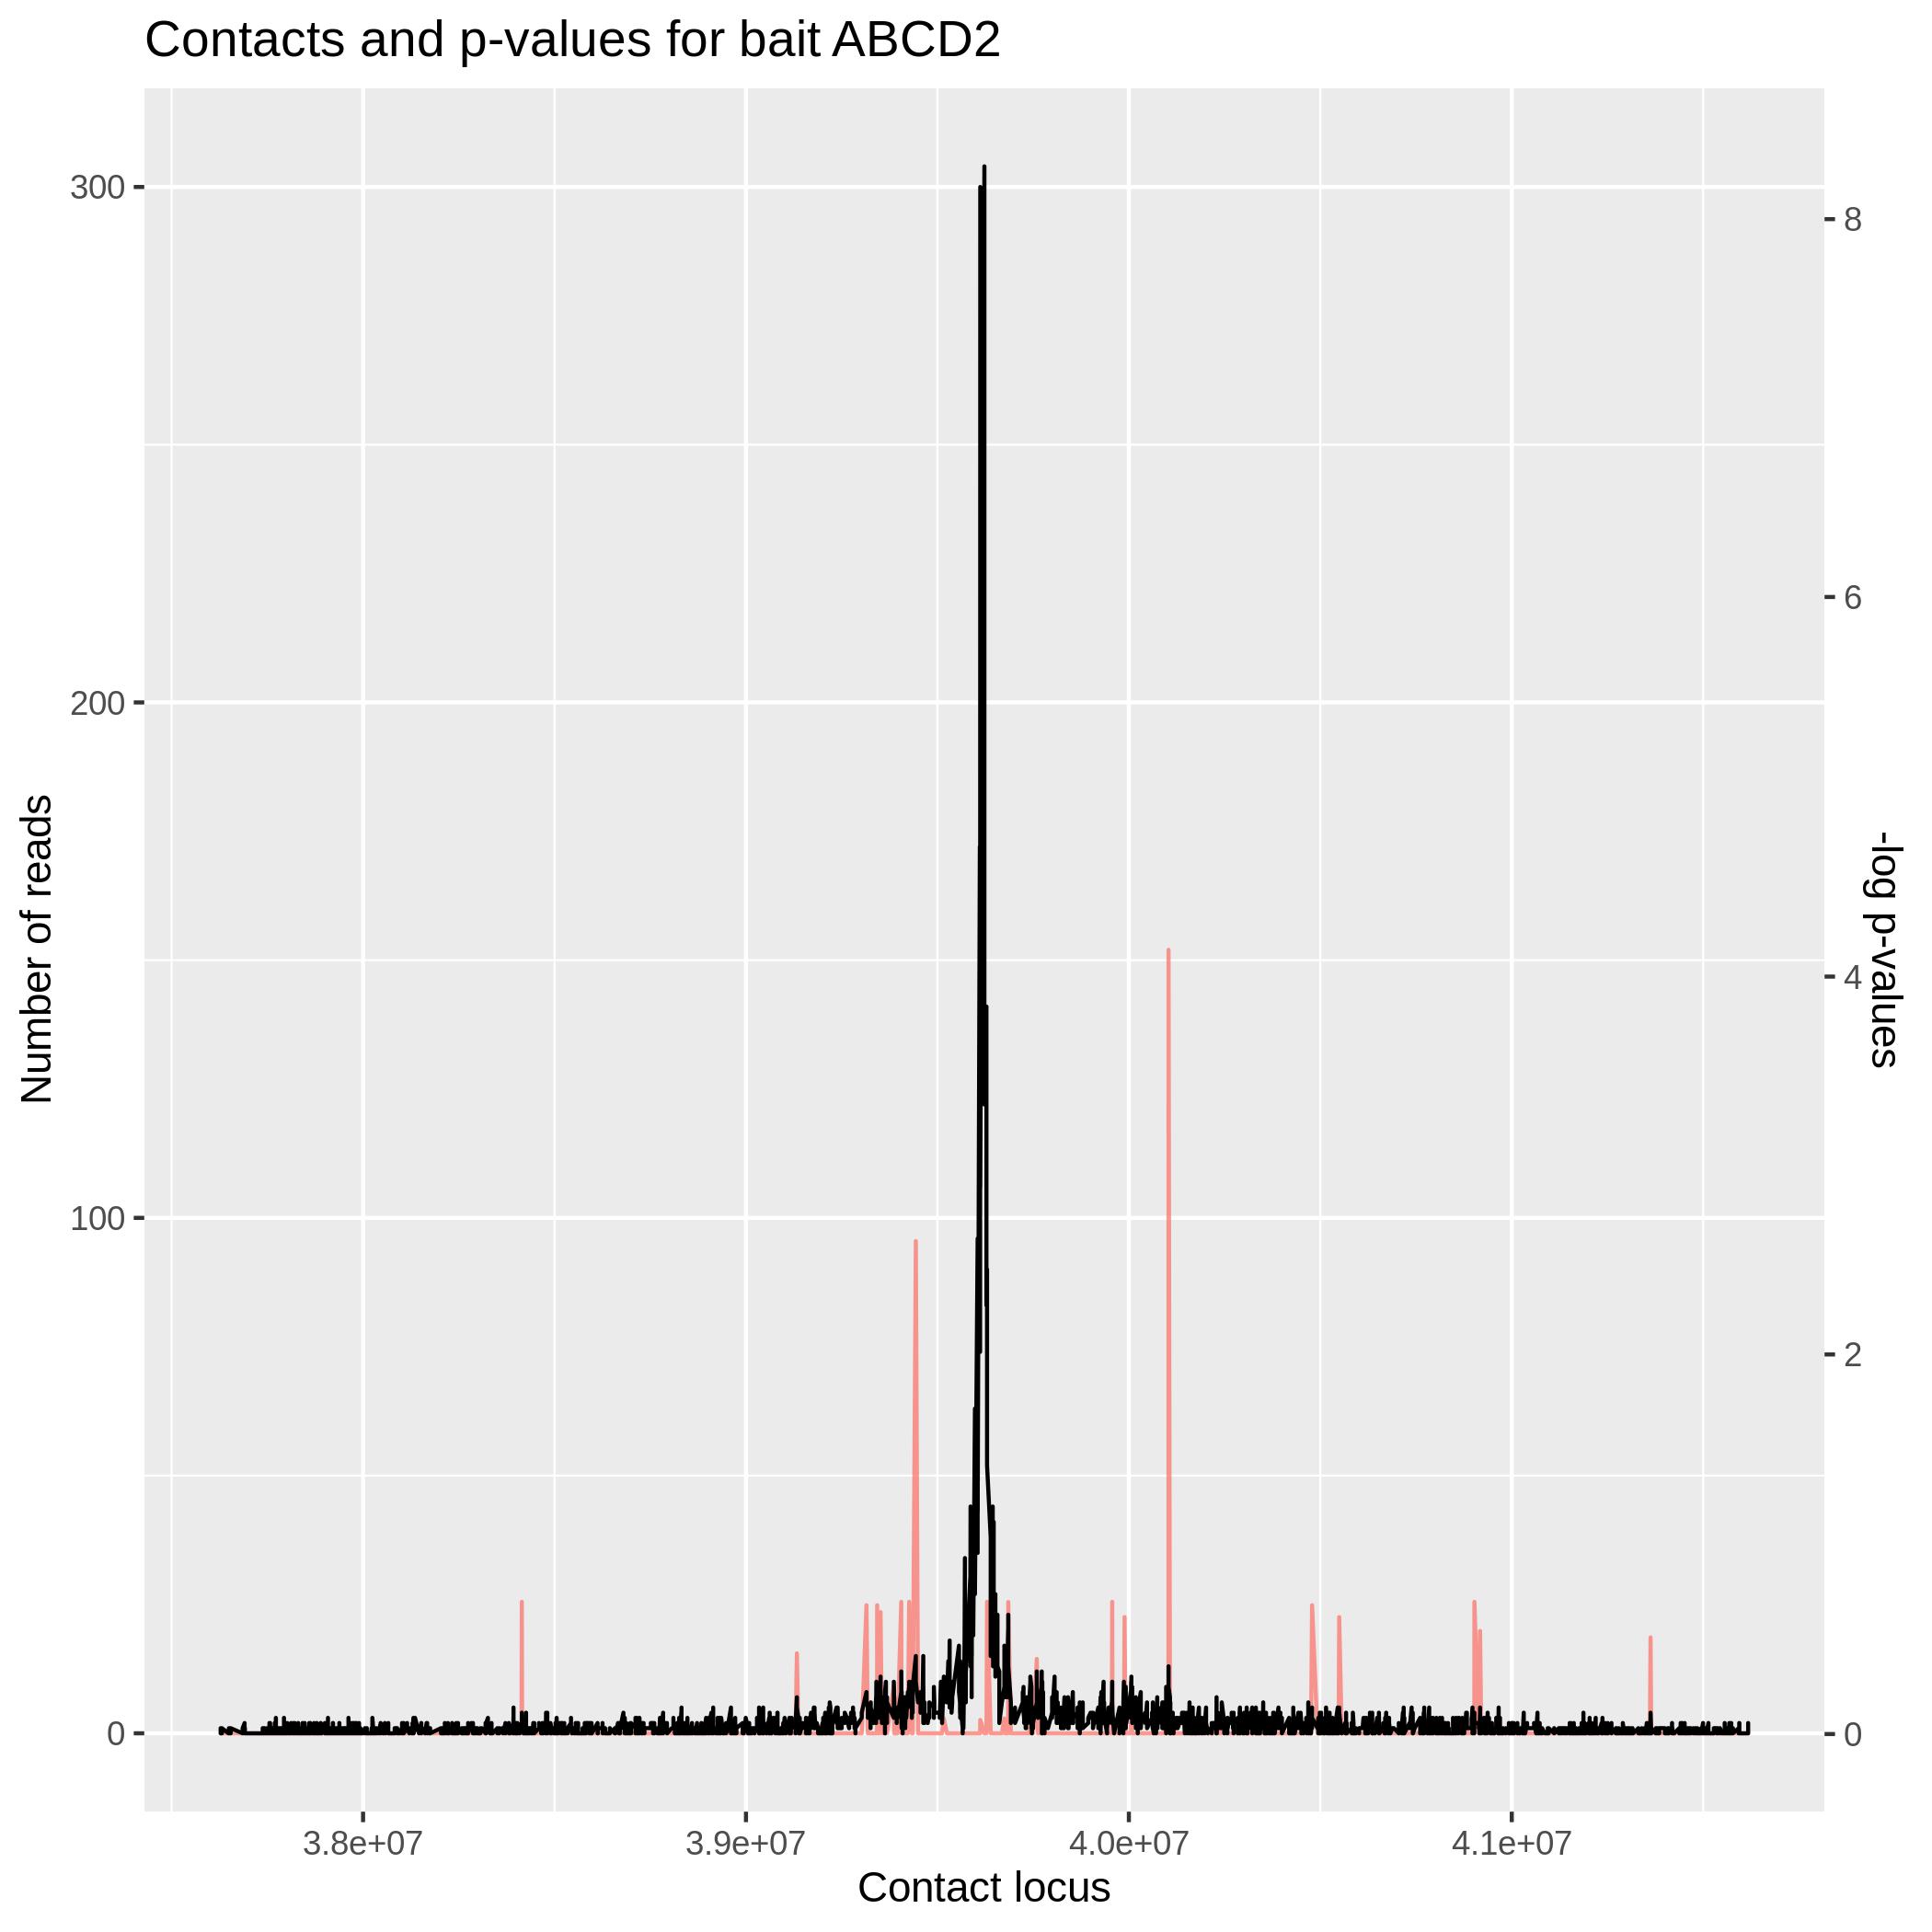 Contacts and p-values for bait ABCD2
300
200
100
0
Number of reads
8
6
4
2
0
-log p-values
3.8e+07
3.9e+07
4.0e+07
4.1e+07
Contact locus